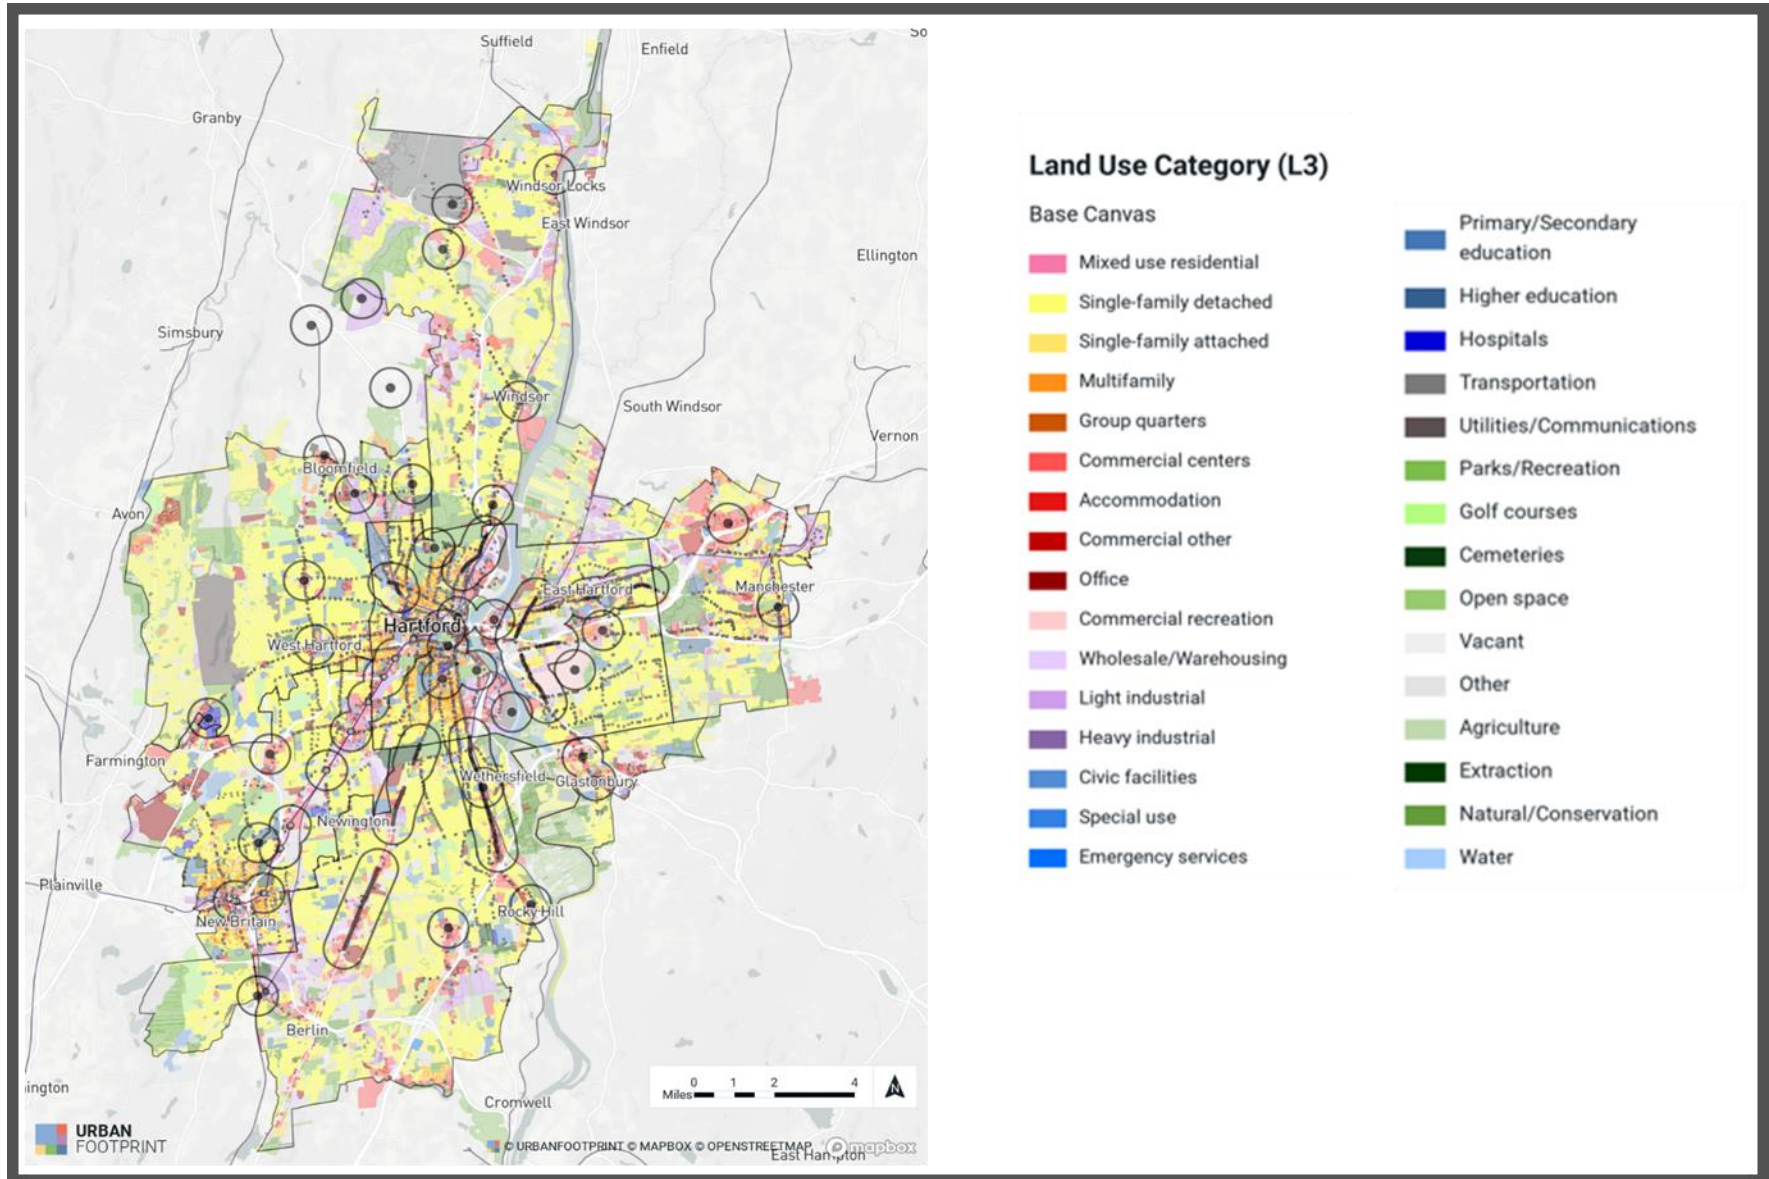 Suffield
Enfield
So
Granby
Windsor Locks
East Windsor
Ellington
Simsbury
Windsor
South Windsor
Vernon
Bloomfield
Avon
Manchester
East Hartford
Hartford
West Hartford
Farmington
Wethersfield
Glastonbury
Newington
Plainville
New Britain
Rocky Hill
Berlin
ington
Cromwell
0 1 2 4
Miles
N
URBAN
FOOTPRINT
© URBANFOOTPRINT © MAPBOX © OPENSTREETMAP
mapbox
East Hampton
Land Use Category (L3)
Base Canvas
Mixed use residential
Single-family detached
Single-family attached
Multifamily
Group quarters
Commercial centers
Accommodation
Commercial other
Office
Commercial recreation
Wholesale/Warehousing
Light industrial
Heavy industrial
Civic facilities
Special use
Emergency services
Primary/Secondary
education
Higher education
Hospitals
Transportation
Utilities/Communications
Parks/Recreation
Golf courses
Cemeteries
Open space
Vacant
Other
Agriculture
Extraction
Natural/Conservation
Water